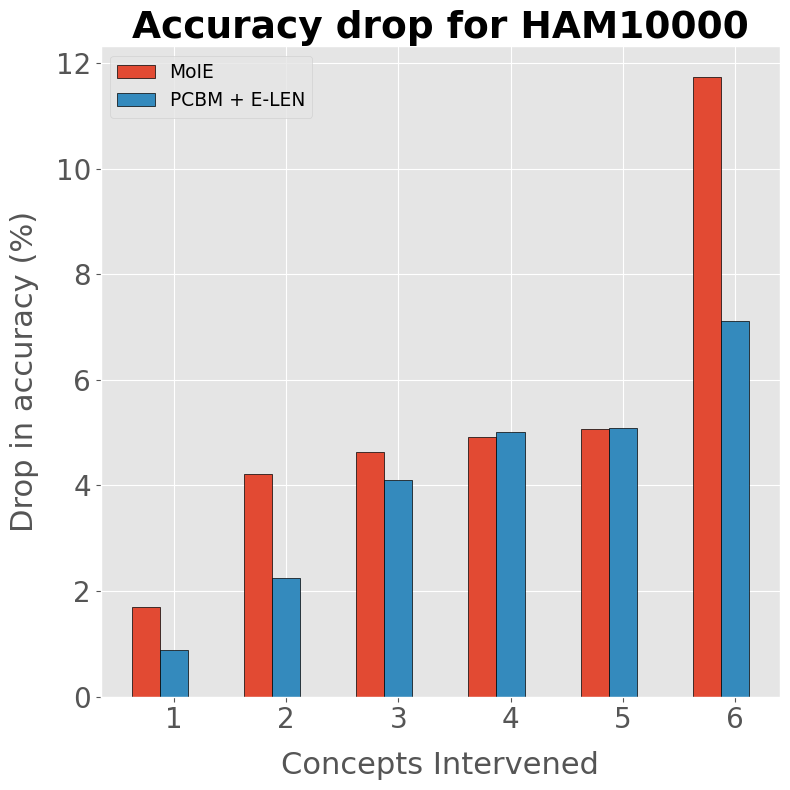 Accuracy drop for HAM10000
MoIE
PCBM + E-LEN
12
10
8
6
4
2
0
Drop in accuracy (%)
1 2 3 4 5 6
Concepts Intervened